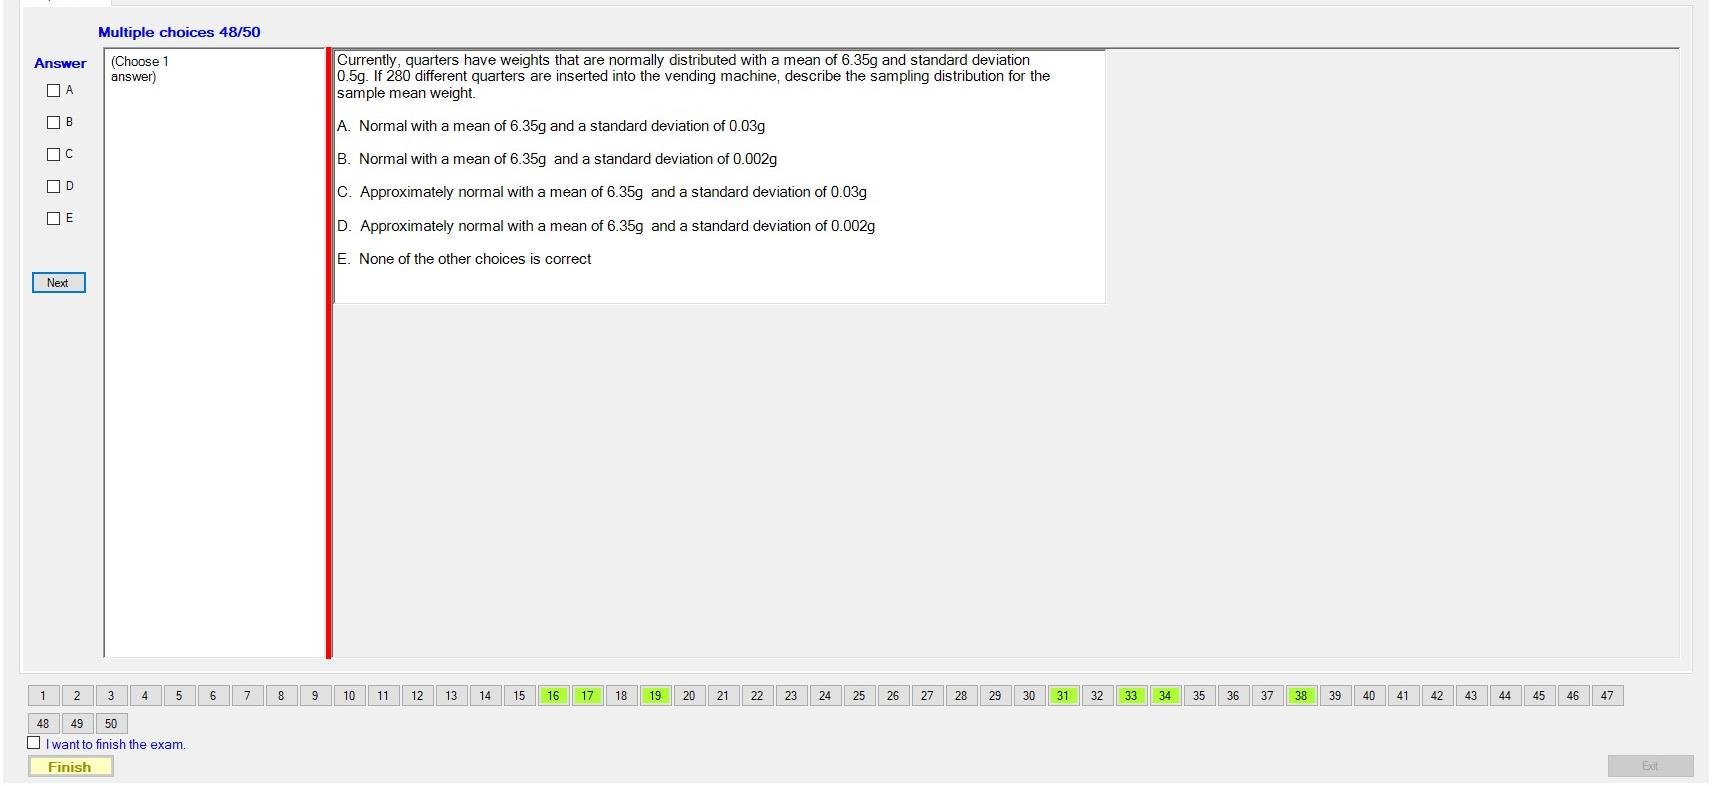 Multiple choices 48/50
Answer
(Choose 1
answer)
A
B
C
D
E
Next
Currently, quarters have weights that are normally distributed with a mean of 6.35g and standard deviation
0.5g. If 280 different quarters are inserted into the vending machine, describe the sampling distribution for the
sample mean weight.
A. Normal with a mean of 6.35g and a standard deviation of 0.03g
B. Normal with a mean of 6.35g and a standard deviation of 0.002g
C. Approximately normal with a mean of 6.35g and a standard deviation of 0.03g
D. Approximately normal with a mean of 6.35g and a standard deviation of 0.002g
E. None of the other choices is correct
1 2 3 4 5 6 7 8 9 10 11 12 13 14 15 16 17 18 19 20 21 22 23 24 25 26 27 28 29 30 31 32 33 34 35 36 37 38 39 40 41 42 43 44 45 46 47
48 49 50
I want to finish the exam.
Finish
Exit